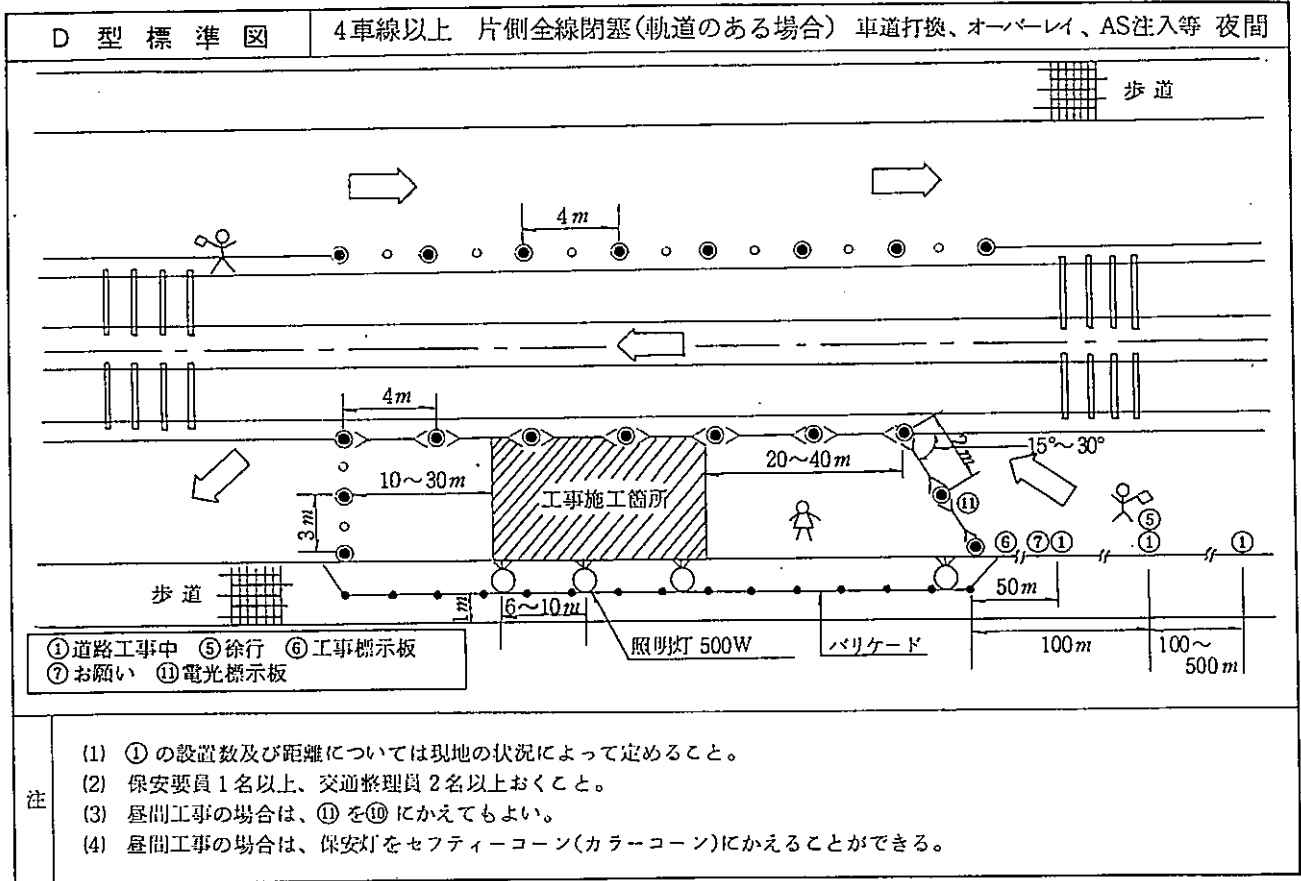 D 型 標 準 図
4車線以上 片側全線閉塞(軌道のある場合) 車道打換、オーバーレイ、AS注入等 夜間
歩 道
4m
4m
2m
15°~30°
10~30m
20~40m
工事施工箇所
⑪
3m
⑤
⑥ ⑦ ① ① ①
歩 道
50m
1m
6~10m
照明灯 500W
バリケード
100m
100~
500m
①道路工事中 ⑤徐行 ⑥工事標示板
⑦お願い ⑪電光標示板
注
(1) ① の設置数及び距離については現地の状況によって定めること。
(2) 保安要員1名以上、交通整理員2名以上おくこと。
(3) 昼間工事の場合は、⑪を⑩にかえてもよい。
(4) 昼間工事の場合は、保安灯をセフティーコーン(カラーコーン)にかえることができる。